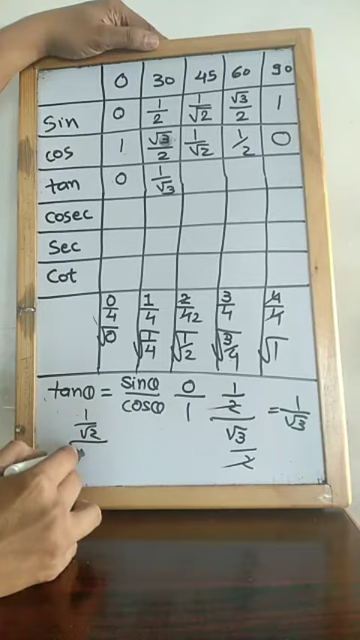 0 30 45 60 90
Sin 0 1/2 1/√2 √3/2 1
cos 1 √3/2 1/√2 1/2 0
tan 0 1/√3
cosec
Sec
Cot
0/4 1/4 2/42 3/4 4/4
√0 √1/4 √1/2 √3/4 √1
tanθ = sinθ/cosθ 0/1 1/2/√3/2 = 1/√3
1/√2